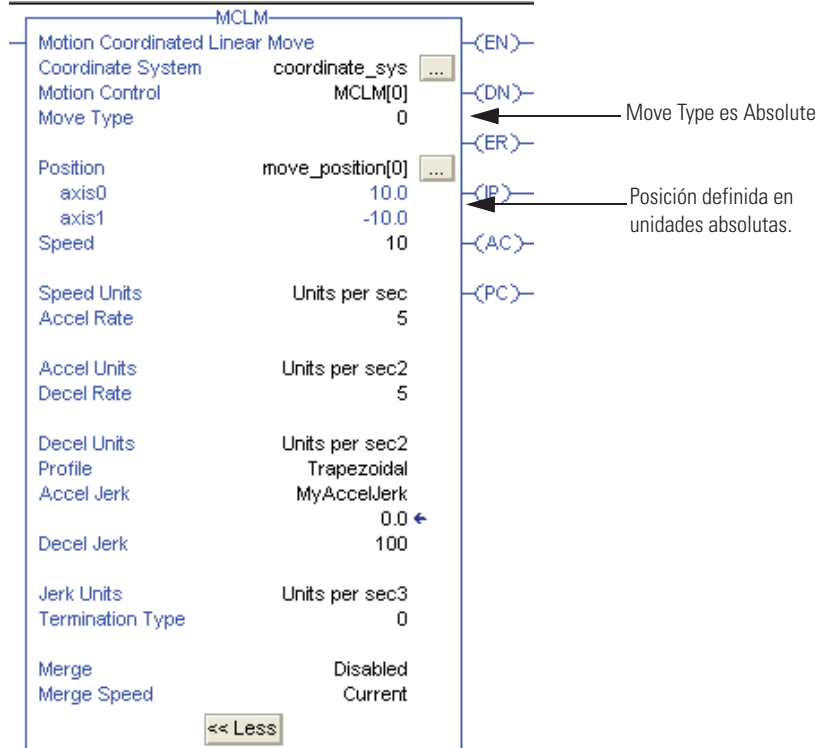 MCLM
Motion Coordinated Linear Move
(EN)
Coordinate System coordinate_sys ...
Motion Control MCLM[0]
(DN)
Move Type 0
Move Type es Absolute
(ER)
Position move_position[0] ...
axis0 10.0
(IP)
Posición definida en
unidades absolutas.
axis1 -10.0
Speed 10
(AC)
Speed Units Units per sec
(PC)
Accel Rate 5
Accel Units Units per sec2
Decel Rate 5
Decel Units Units per sec2
Profile Trapezoidal
Accel Jerk MyAccelJerk
0.0
Decel Jerk 100
Jerk Units Units per sec3
Termination Type 0
Merge Disabled
Merge Speed Current
<< Less